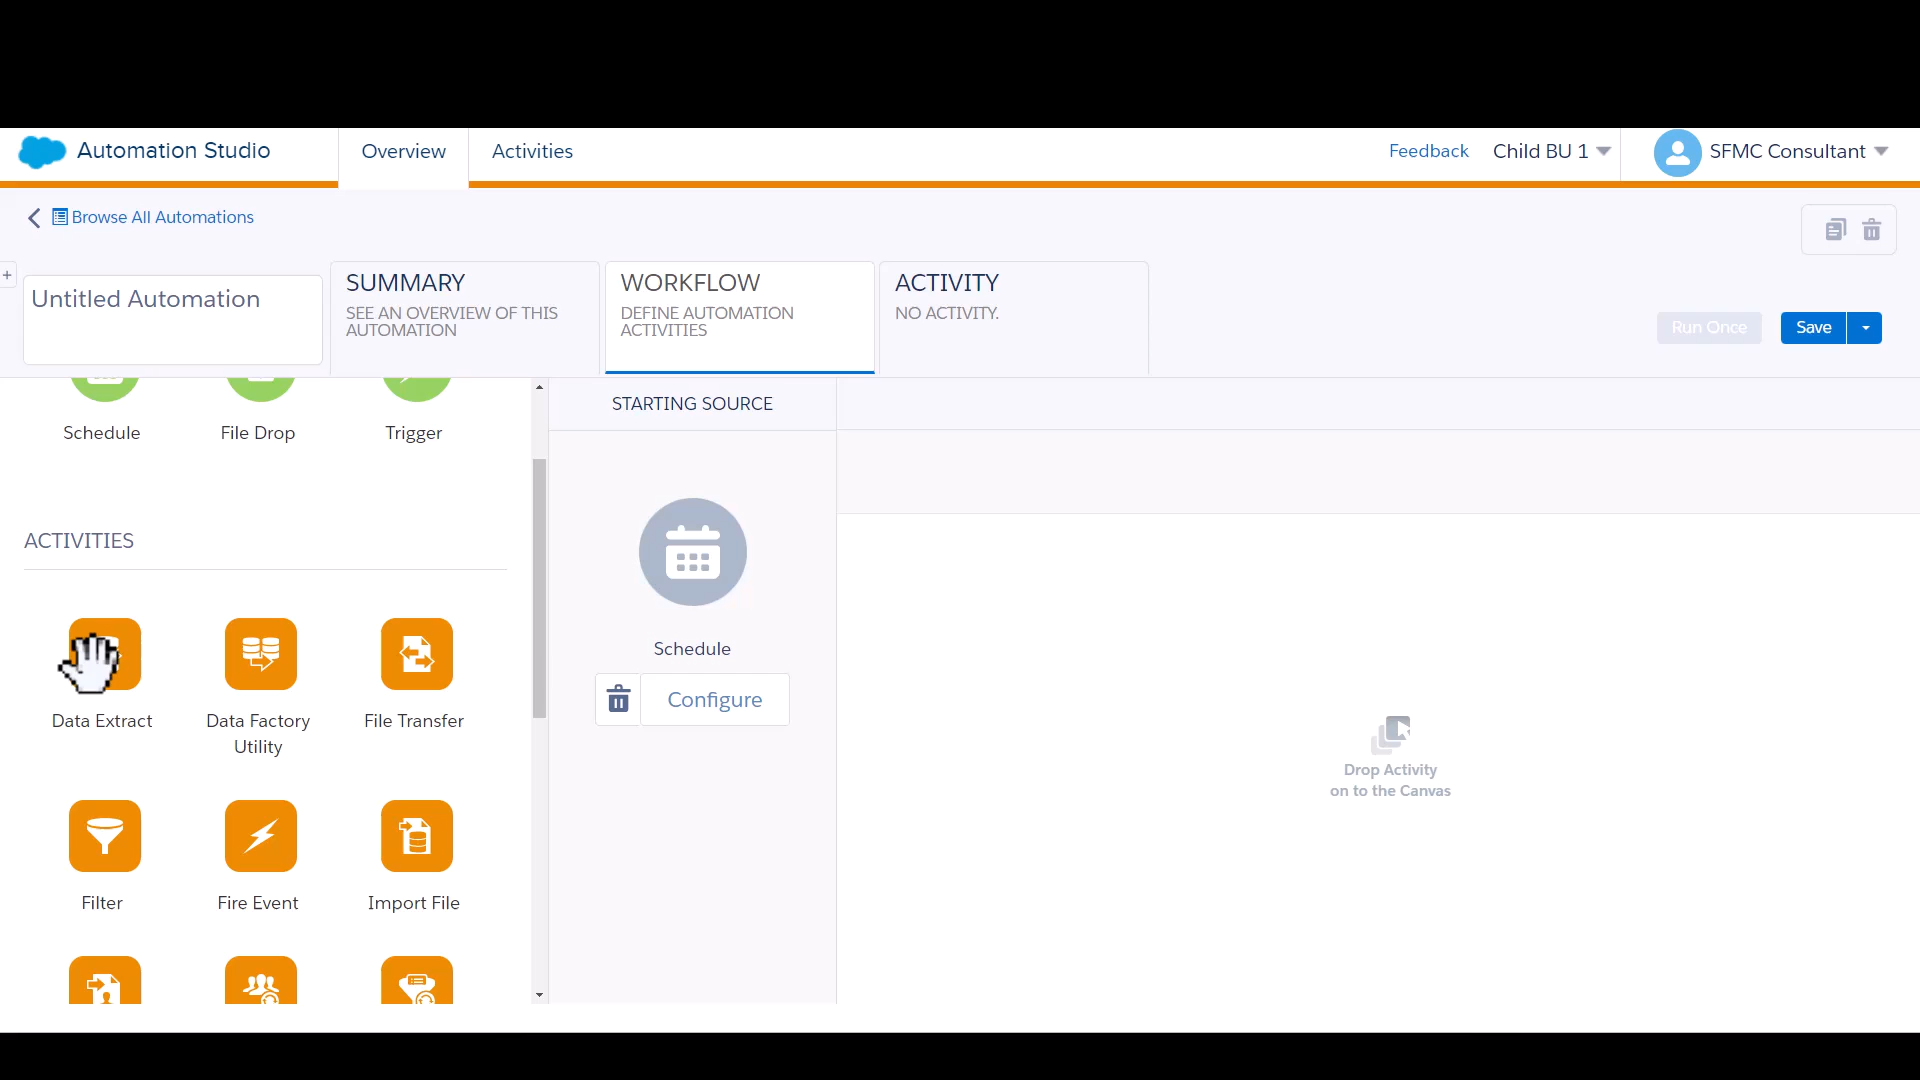 Automation Studio
Overview
Activities
Feedback
Child BU 1
SFMC Consultant
Browse All Automations
+
Untitled Automation
SUMMARY
SEE AN OVERVIEW OF THIS
AUTOMATION
WORKFLOW
DEFINE AUTOMATION
ACTIVITIES
ACTIVITY
NO ACTIVITY.
Run Once
Save
Schedule
File Drop
Trigger
ACTIVITIES
Data Extract
Data Factory
Utility
File Transfer
Filter
Fire Event
Import File
STARTING SOURCE
Schedule
Configure
Drop Activity
on to the Canvas